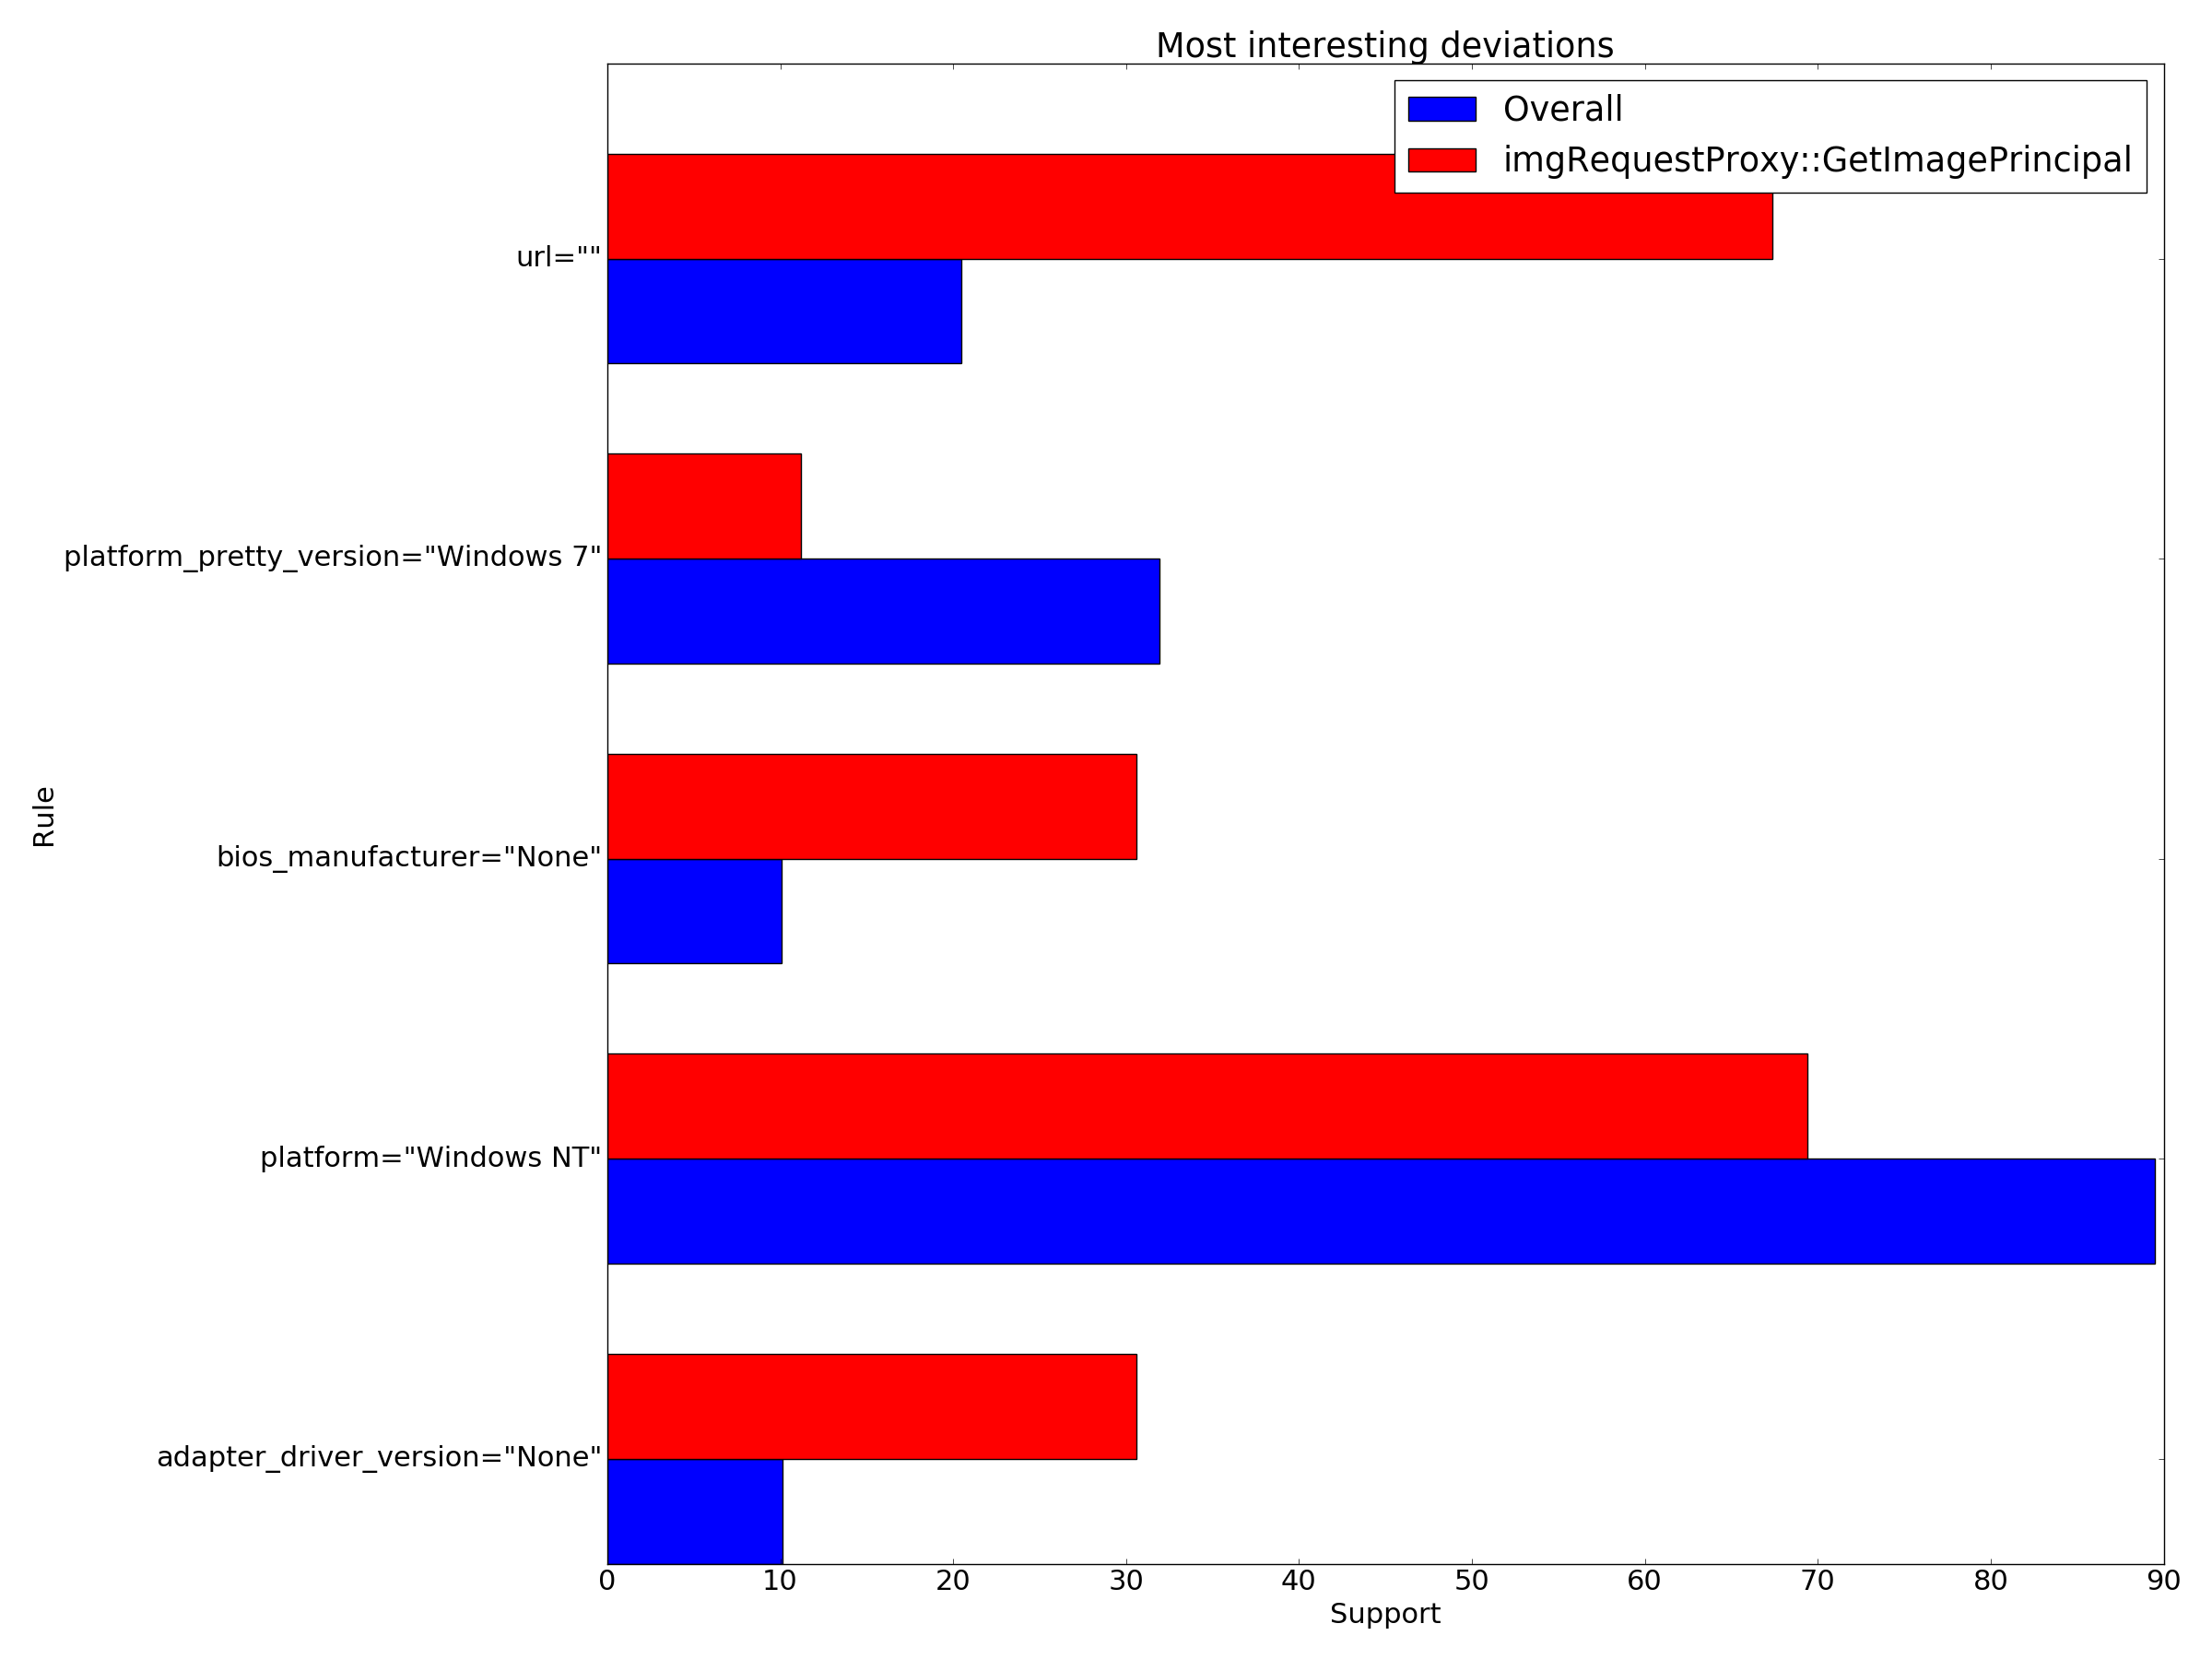 Most interesting deviations
Overall
imgRequestProxy::GetImagePrincipal
url=""
platform_pretty_version="Windows 7"
bios_manufacturer="None"
platform="Windows NT"
adapter_driver_version="None"
Rule
0 10 20 30 40 50 60 70 80 90
Support